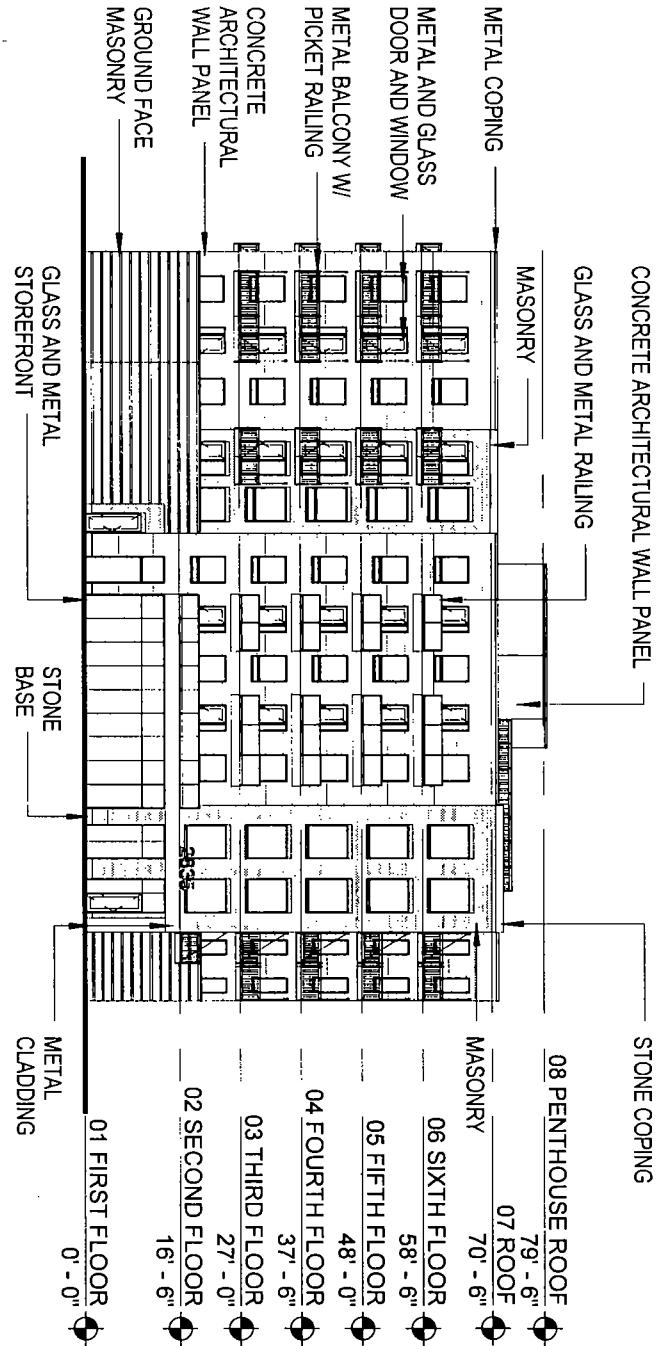 CONCRETE ARCHITECTURAL WALL PANEL
GLASS AND METAL RAILING
MASONRY
METAL COPING
METAL AND GLASS
DOOR AND WINDOW
METAL BALCONY W/
PICKET RAILING
CONCRETE
ARCHITECTURAL
WALL PANEL
GROUND FACE
MASONRY
STONE COPING
08 PENTHOUSE ROOF
79' - 6"
07 ROOF
70' - 6"
MASONRY
06 SIXTH FLOOR
58' - 6"
05 FIFTH FLOOR
48' - 0"
04 FOURTH FLOOR
37' - 6"
03 THIRD FLOOR
27' - 0"
02 SECOND FLOOR
16' - 6"
01 FIRST FLOOR
0' - 0"
2835
GLASS AND METAL
STOREFRONT
STONE
BASE
METAL
CLADDING